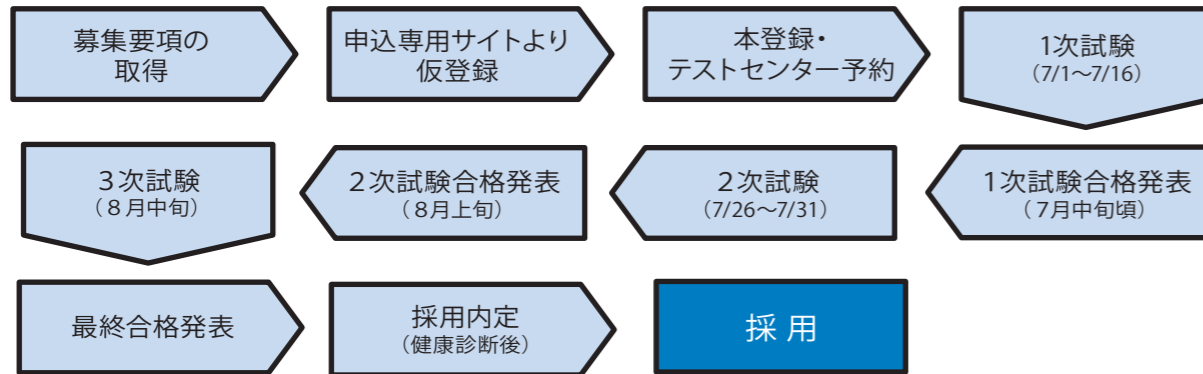 募集要項の
取得
申込専用サイトより
仮登録
本登録・
テストセンター予約
1次試験
(7/1～7/16)
1次試験合格発表
(7月中旬頃)
2次試験
(7/26～7/31)
2次試験合格発表
(8月上旬)
3次試験
(8月中旬)
最終合格発表
採用内定
(健康診断後)
採用